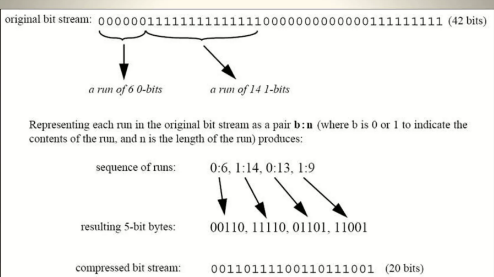 original bit stream: 000000111111111111110000000000000111111111 (42 bits)
a run of 6 0-bits a run of 14 1-bits
Representing each run in the original bit stream as a pair b:n (where b is 0 or 1 to indicate the
contents of the run, and n is the length of the run) produces:
sequence of runs: 0:6, 1:14, 0:13, 1:9
resulting 5-bit bytes: 00110, 11110, 01101, 11001
compressed bit stream: 00110111100110111001 (20 bits)